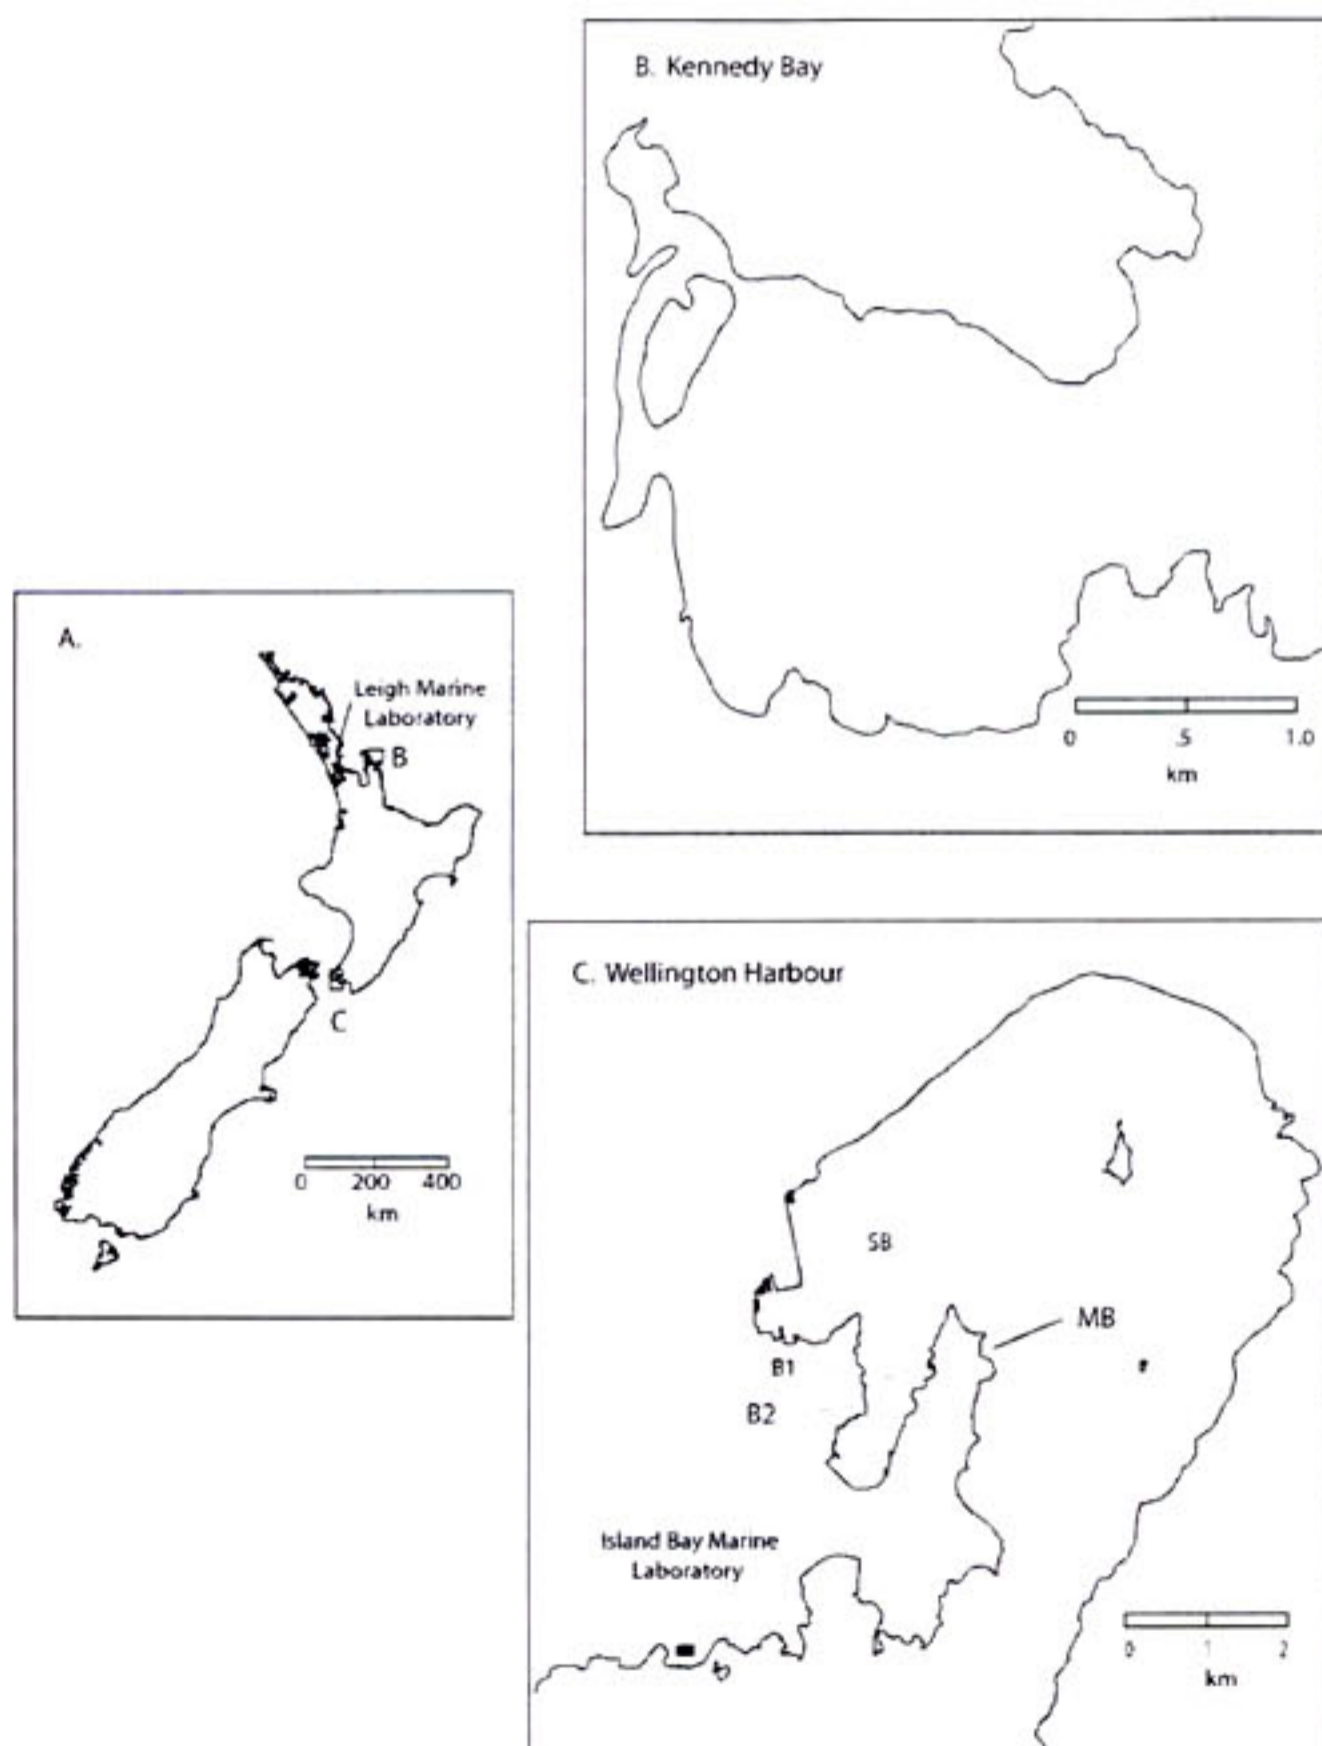 B. Kennedy Bay
0 .5 1.0
km
A.
Leigh Marine
Laboratory
B
C
0 200 400
km
C. Wellington Harbour
SB
MB
B1
B2
Island Bay Marine
Laboratory
0 1 2
km